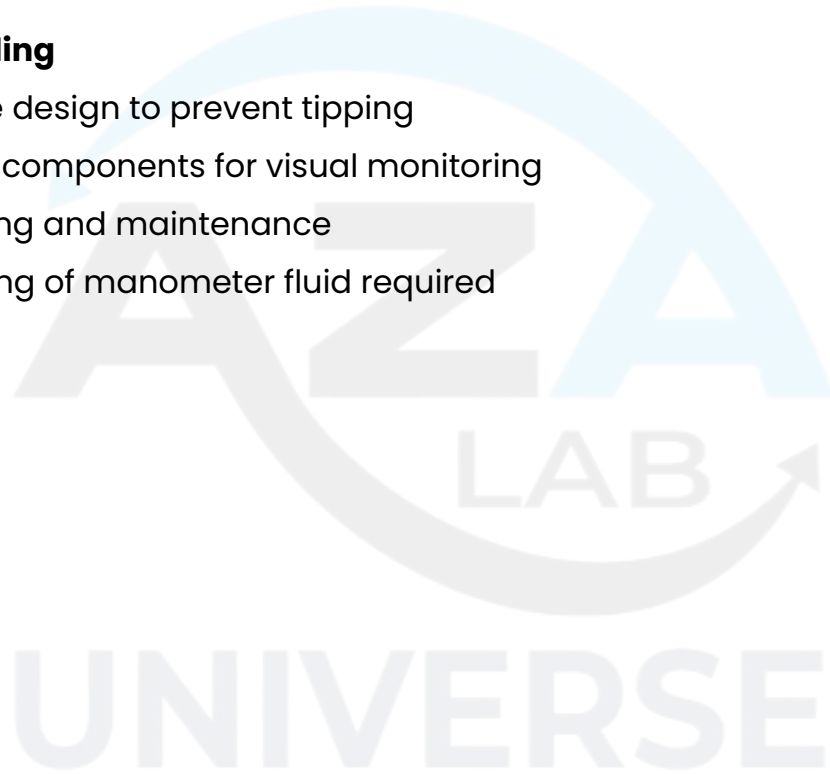 ling
design to prevent tipping
components for visual monitoring
ng and maintenance
ng of manometer fluid required
AZA
LAB
UNIVERSE